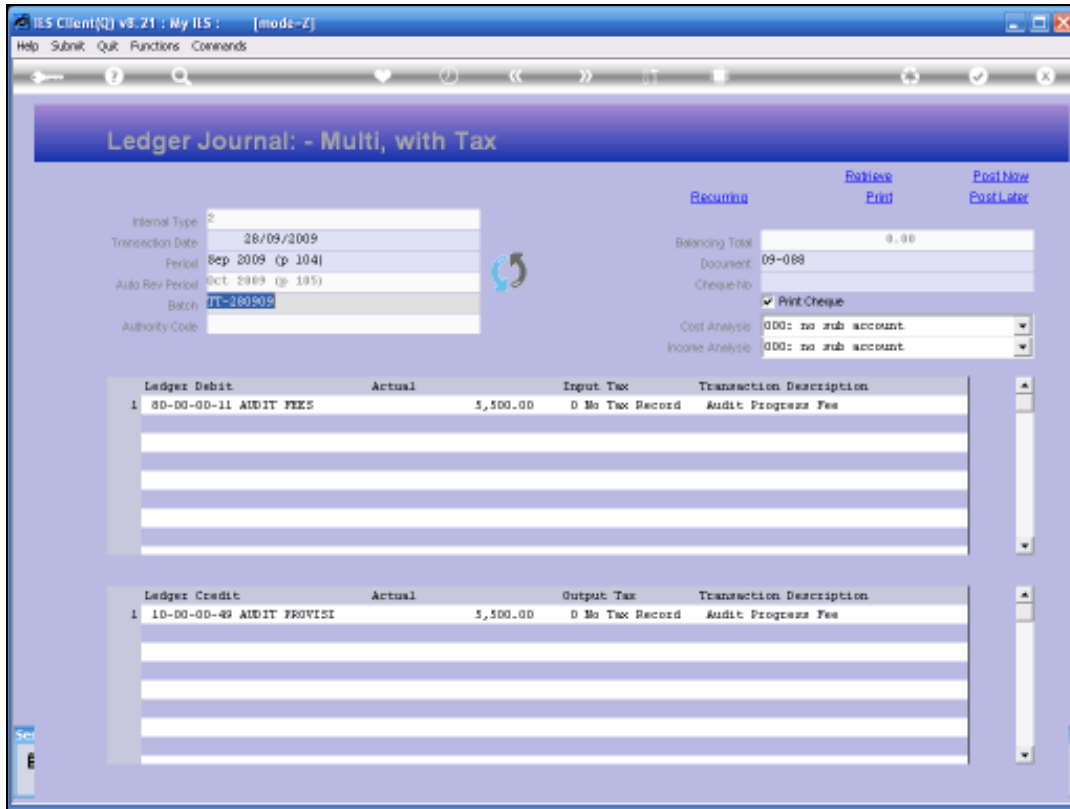 IES Client(Q) v8.21 : My IES :    [mode-Z]
Help Submit Quit Functions Commands
Ledger Journal: - Multi, with Tax
Retrieve Post Now
Recurring Print Post Later
Internal Type 2
Transaction Date 28/09/2009 Balancing Total 0.00
Period Sep 2009 (p 104) Document 09-088
Auto Rev Period Oct 2009 (p 105) Cheque No
Batch TT-280909 Print Cheque
Authority Code Cost Analysis 000: no sub account
Income Analysis 000: no sub account
Ledger Debit Actual Input Tax Transaction Description
1 80-00-00-11 AUDIT FEES 5,500.00 0 No Tax Record Audit Progress Fee
Ledger Credit Actual Output Tax Transaction Description
1 10-00-00-49 AUDIT PROVISI 5,500.00 0 No Tax Record Audit Progress Fee